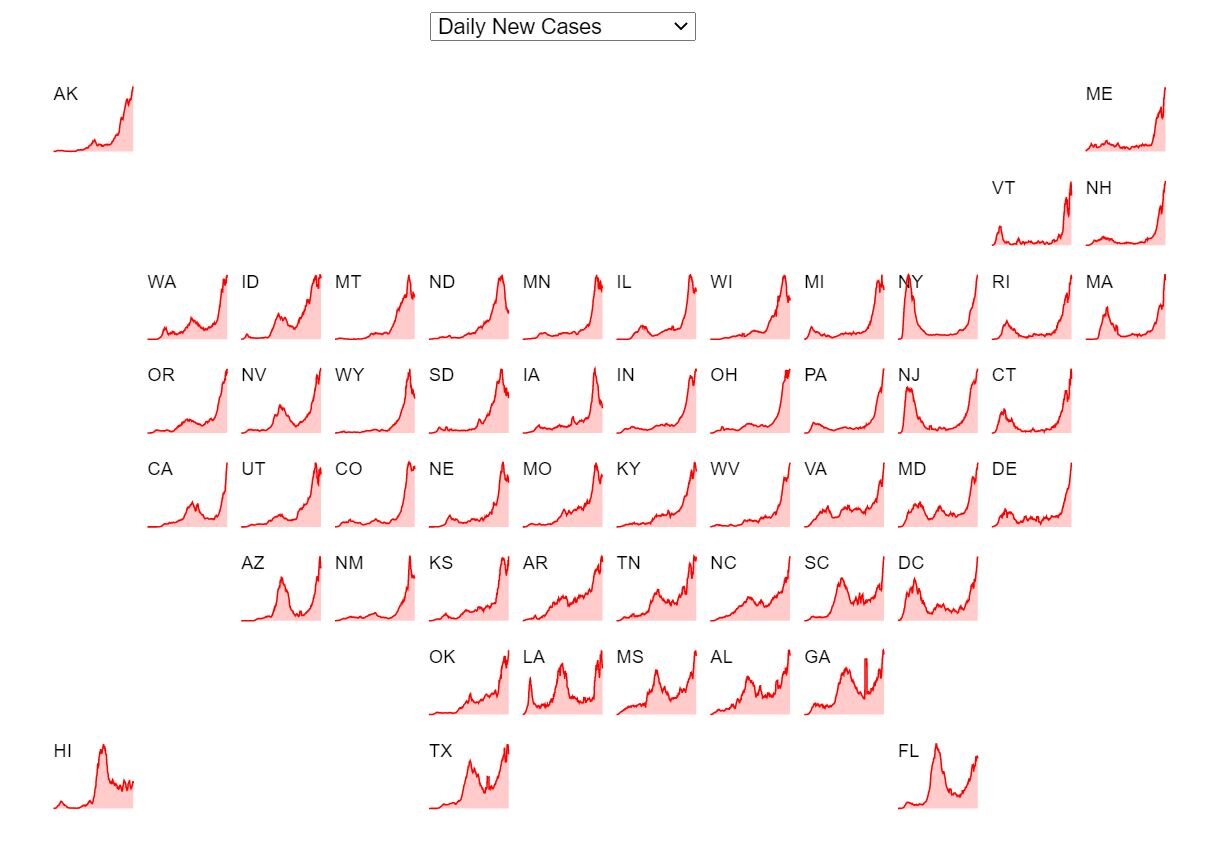 Daily New Cases
AK ME
VT NH
WA ID MT ND MN IL WI MI NY RI MA
OR NV WY SD IA IN OH PA NJ CT
CA UT CO NE MO KY WV VA MD DE
AZ NM KS AR TN NC SC DC
OK LA MS AL GA
HI TX FL